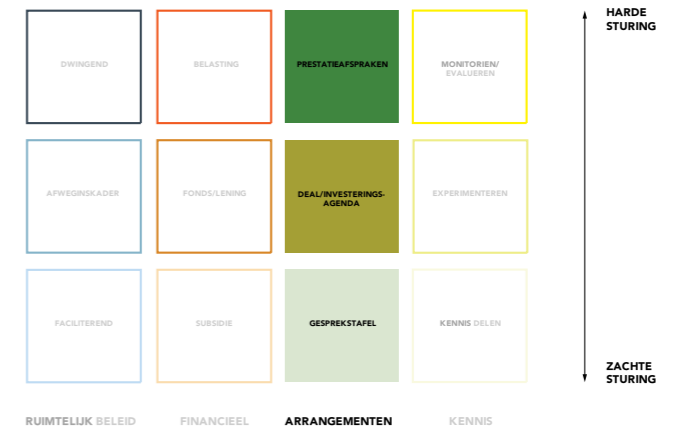 HARDE
STURING
DWINGEND
BELASTING
PRESTATIEAFSPRAKEN
MONITORIEN/
EVALUEREN
AFWEGINSKADER
FONDS/LENING
DEAL/INVESTERINGS-
AGENDA
EXPERIMENTEREN
FACILITEREND
SUBSIDIE
GESPREKSTAFEL
KENNIS DELEN
ZACHTE
STURING
RUIMTELIJK BELEID
FINANCIEEL
ARRANGEMENTEN
KENNIS